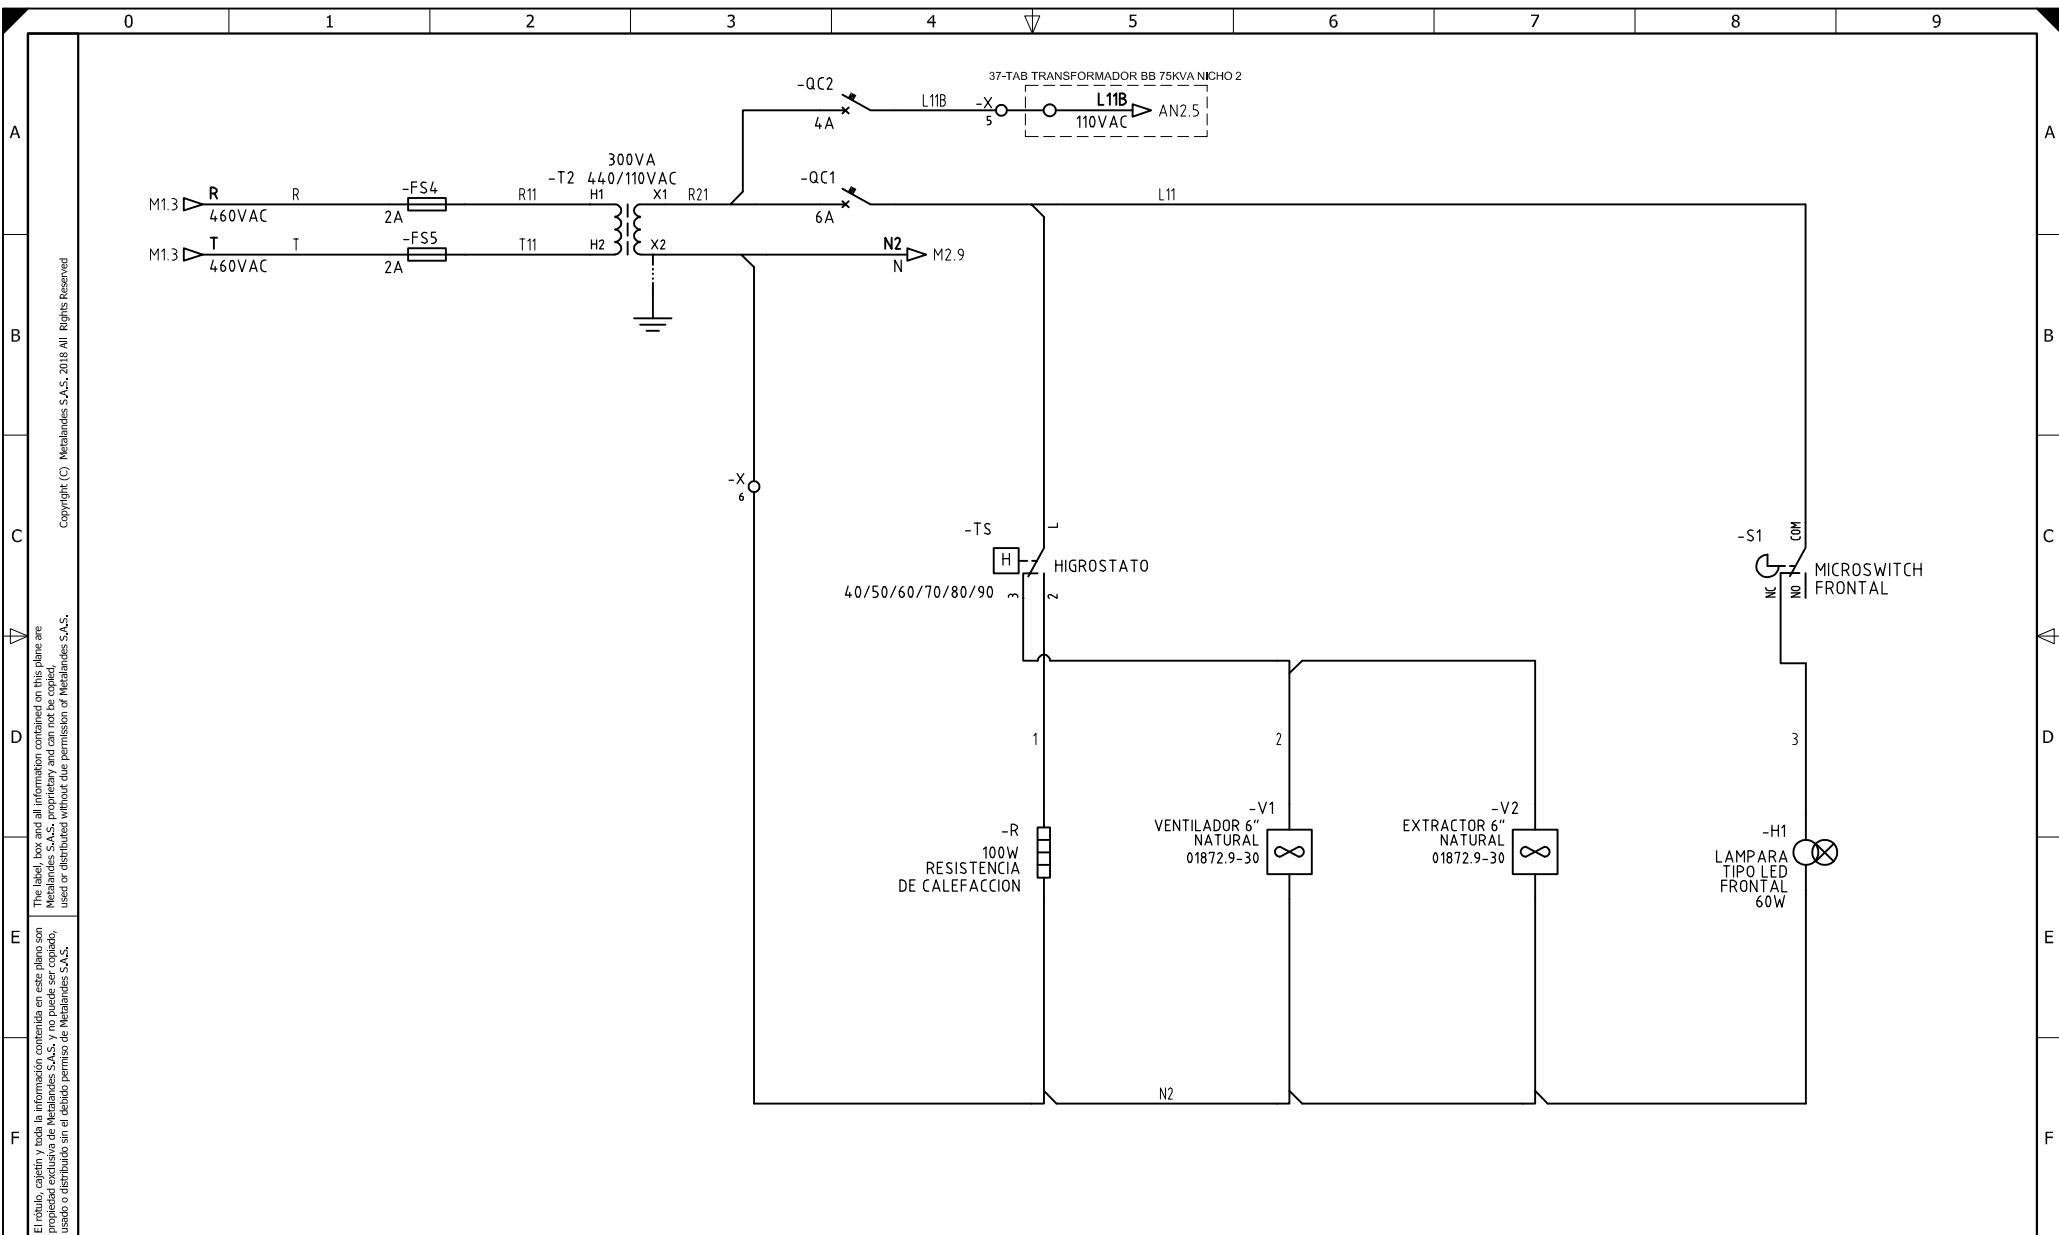 0 1 2 3 4 5 6 7 8 9
37-TAB TRANSFORMADOR BB 75KVA NICHO 2
-QC2 L11B -X L11B AN2.5
4A 5 110VAC
A A
300VA
-T2 440/110VAC -QC1
M1.3 R R -FS4 R11 H1 X1 R21 L11
460VAC 2A 6A
M1.3 T T -FS5 T11 H2 X2 N2 M2.9
460VAC 2A N
B B
-X
6
C C
-TS L
H HIGROSTATO
40/50/60/70/80/90 3 2
-S1 COM
MICROSWITCH
FRONTAL
NC NO
D D
1 2 3
-R
100W
RESISTENCIA
DE CALEFACCION
-V1
VENTILADOR 6"
NATURAL
01872.9-30
-V2
EXTRACTOR 6"
NATURAL
01872.9-30
-H1
LAMPARA
TIPO LED
FRONTAL
60W
E E
N2
F F
Copyright (C) Metalandes S.A.S. 2018 All Rights Reserved
The label, box and all information contained on this plane are
Metalandes S.A.S. proprietary and can not be copied,
used or distributed without due permission of Metalandes S.A.S.
El rótulo, cajetín y toda la información contenida en este plano son
propiedad exclusiva de Metalandes S.A.S. y no puede ser copiado,
usado o distribuido sin el debido permiso de Metalandes S.A.S.